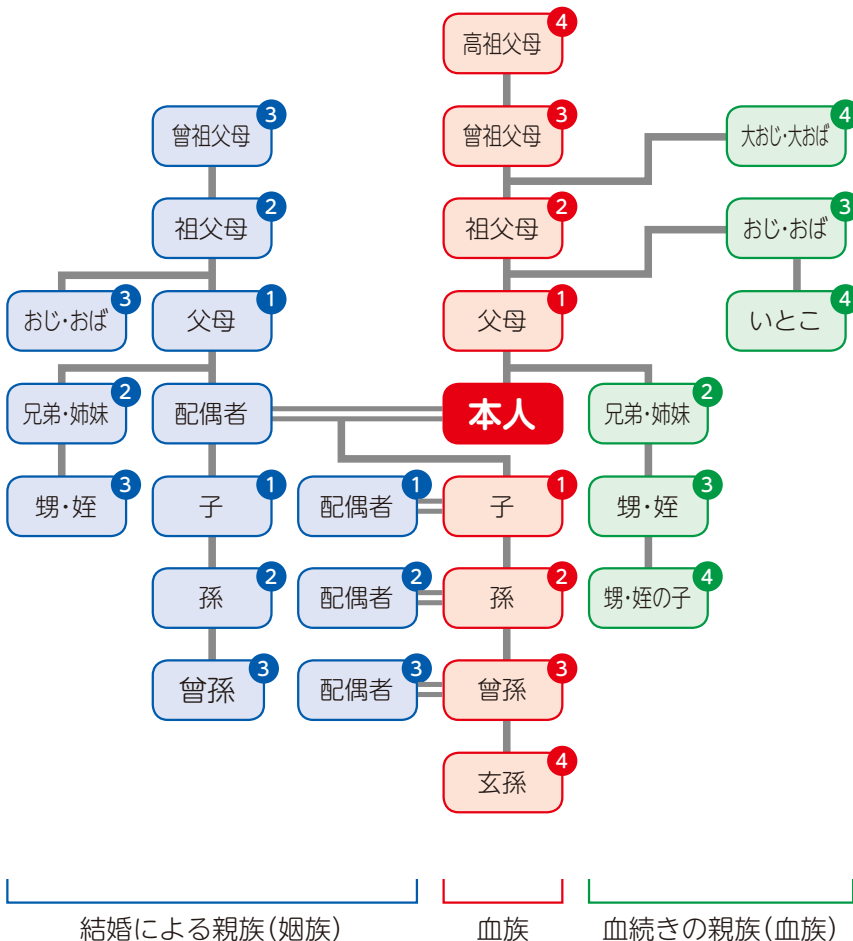 高祖父母 4
曾祖父母 3
曾祖父母 3
大おじ・大おば 4
祖父母 2
祖父母 2
おじ・おば 3
おじ・おば 3
父母 1
父母 1
いとこ 4
兄弟・姉妹 2
配偶者
本人
兄弟・姉妹 2
甥・姪 3
子 1
配偶者 1
子 1
甥・姪 3
孫 2
配偶者 2
孫 2
甥・姪の子 4
曾孫 3
配偶者 3
曾孫 3
玄孫 4
結婚による親族(姻族)
血族
血続きの親族(血族)